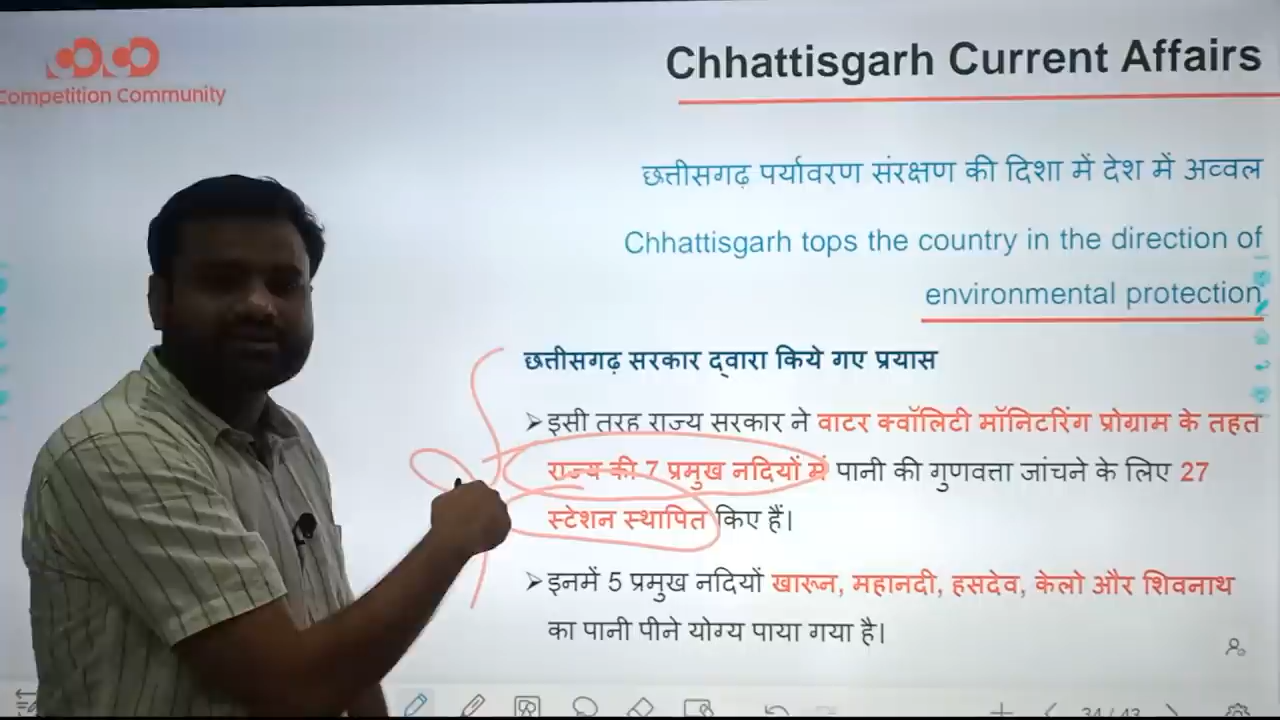 Competition Community
Chhattisgarh Current Affairs
छत्तीसगढ़ पर्यावरण संरक्षण की दिशा में देश में अव्वल
Chhattisgarh tops the country in the direction of
environmental protection
छत्तीसगढ़ सरकार द्वारा किये गए प्रयास
➢इसी तरह राज्य सरकार ने वाटर क्वॉलिटी मॉनिटरिंग प्रोग्राम के तहत
राज्य की 7 प्रमुख नदियों में पानी की गुणवत्ता जांचने के लिए 27
स्टेशन स्थापित किए हैं।
➢इनमें 5 प्रमुख नदियों खारून, महानदी, हसदेव, केलो और शिवनाथ
का पानी पीने योग्य पाया गया है।
34 / 43